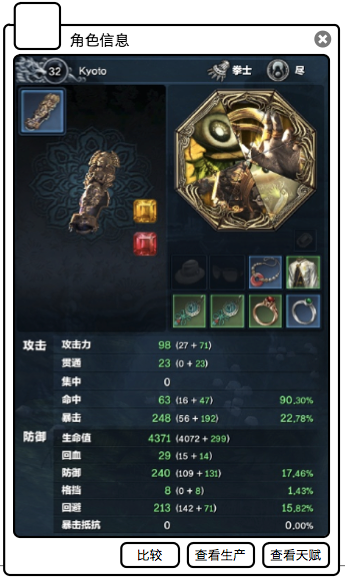 角色信息
32 Kyoto 拳士 尽
攻击 攻击力 98 (27 + 71)
贯通 23 (0 + 23)
集中 0
命中 63 (16 + 47) 90.30%
暴击 248 (56 + 192) 22.78%
防御 生命值 4371 (4072 + 299)
回血 29 (15 + 14)
防御 240 (109 + 131) 17.46%
格挡 8 (0 + 8) 1.43%
回避 213 (142 + 71) 15.82%
暴击抵抗 0 0.00%
比较 查看生产 查看天赋